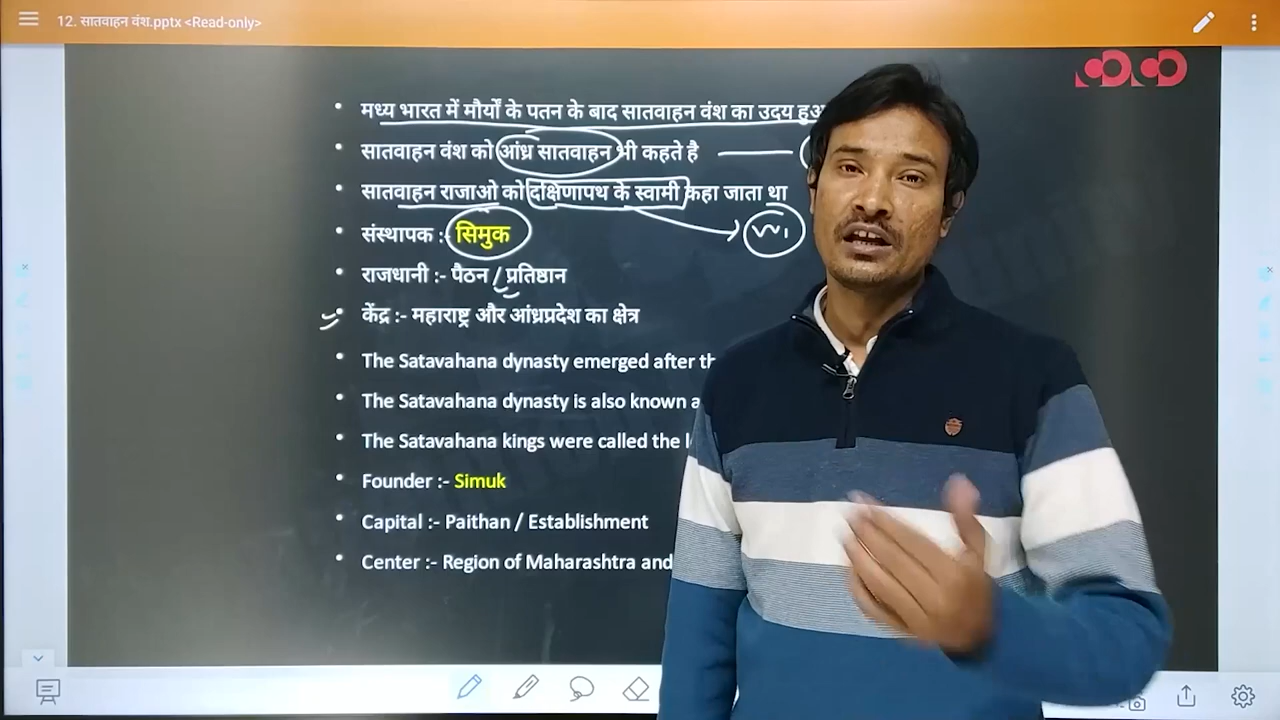 12. सातवाहन वंश.pptx <Read-only>
मध्य भारत में मौर्यों के पतन के बाद सातवाहन वंश का उदय
सातवाहन वंश को आंध्र सातवाहन भी कहते है
सातवाहन राजाओ को दक्षिणापथ के स्वामी कहा जाता था
संस्थापक :- सिमुक
राजधानी :- पैठन / प्रतिष्ठान
केंद्र :- महाराष्ट्र और आंध्रप्रदेश का क्षेत्र
The Satavahana dynasty emerged after
The Satavahana dynasty is also known
The Satavahana kings were called the
Founder :- Simuk
Capital :- Paithan / Establishment
Center :- Region of Maharashtra and